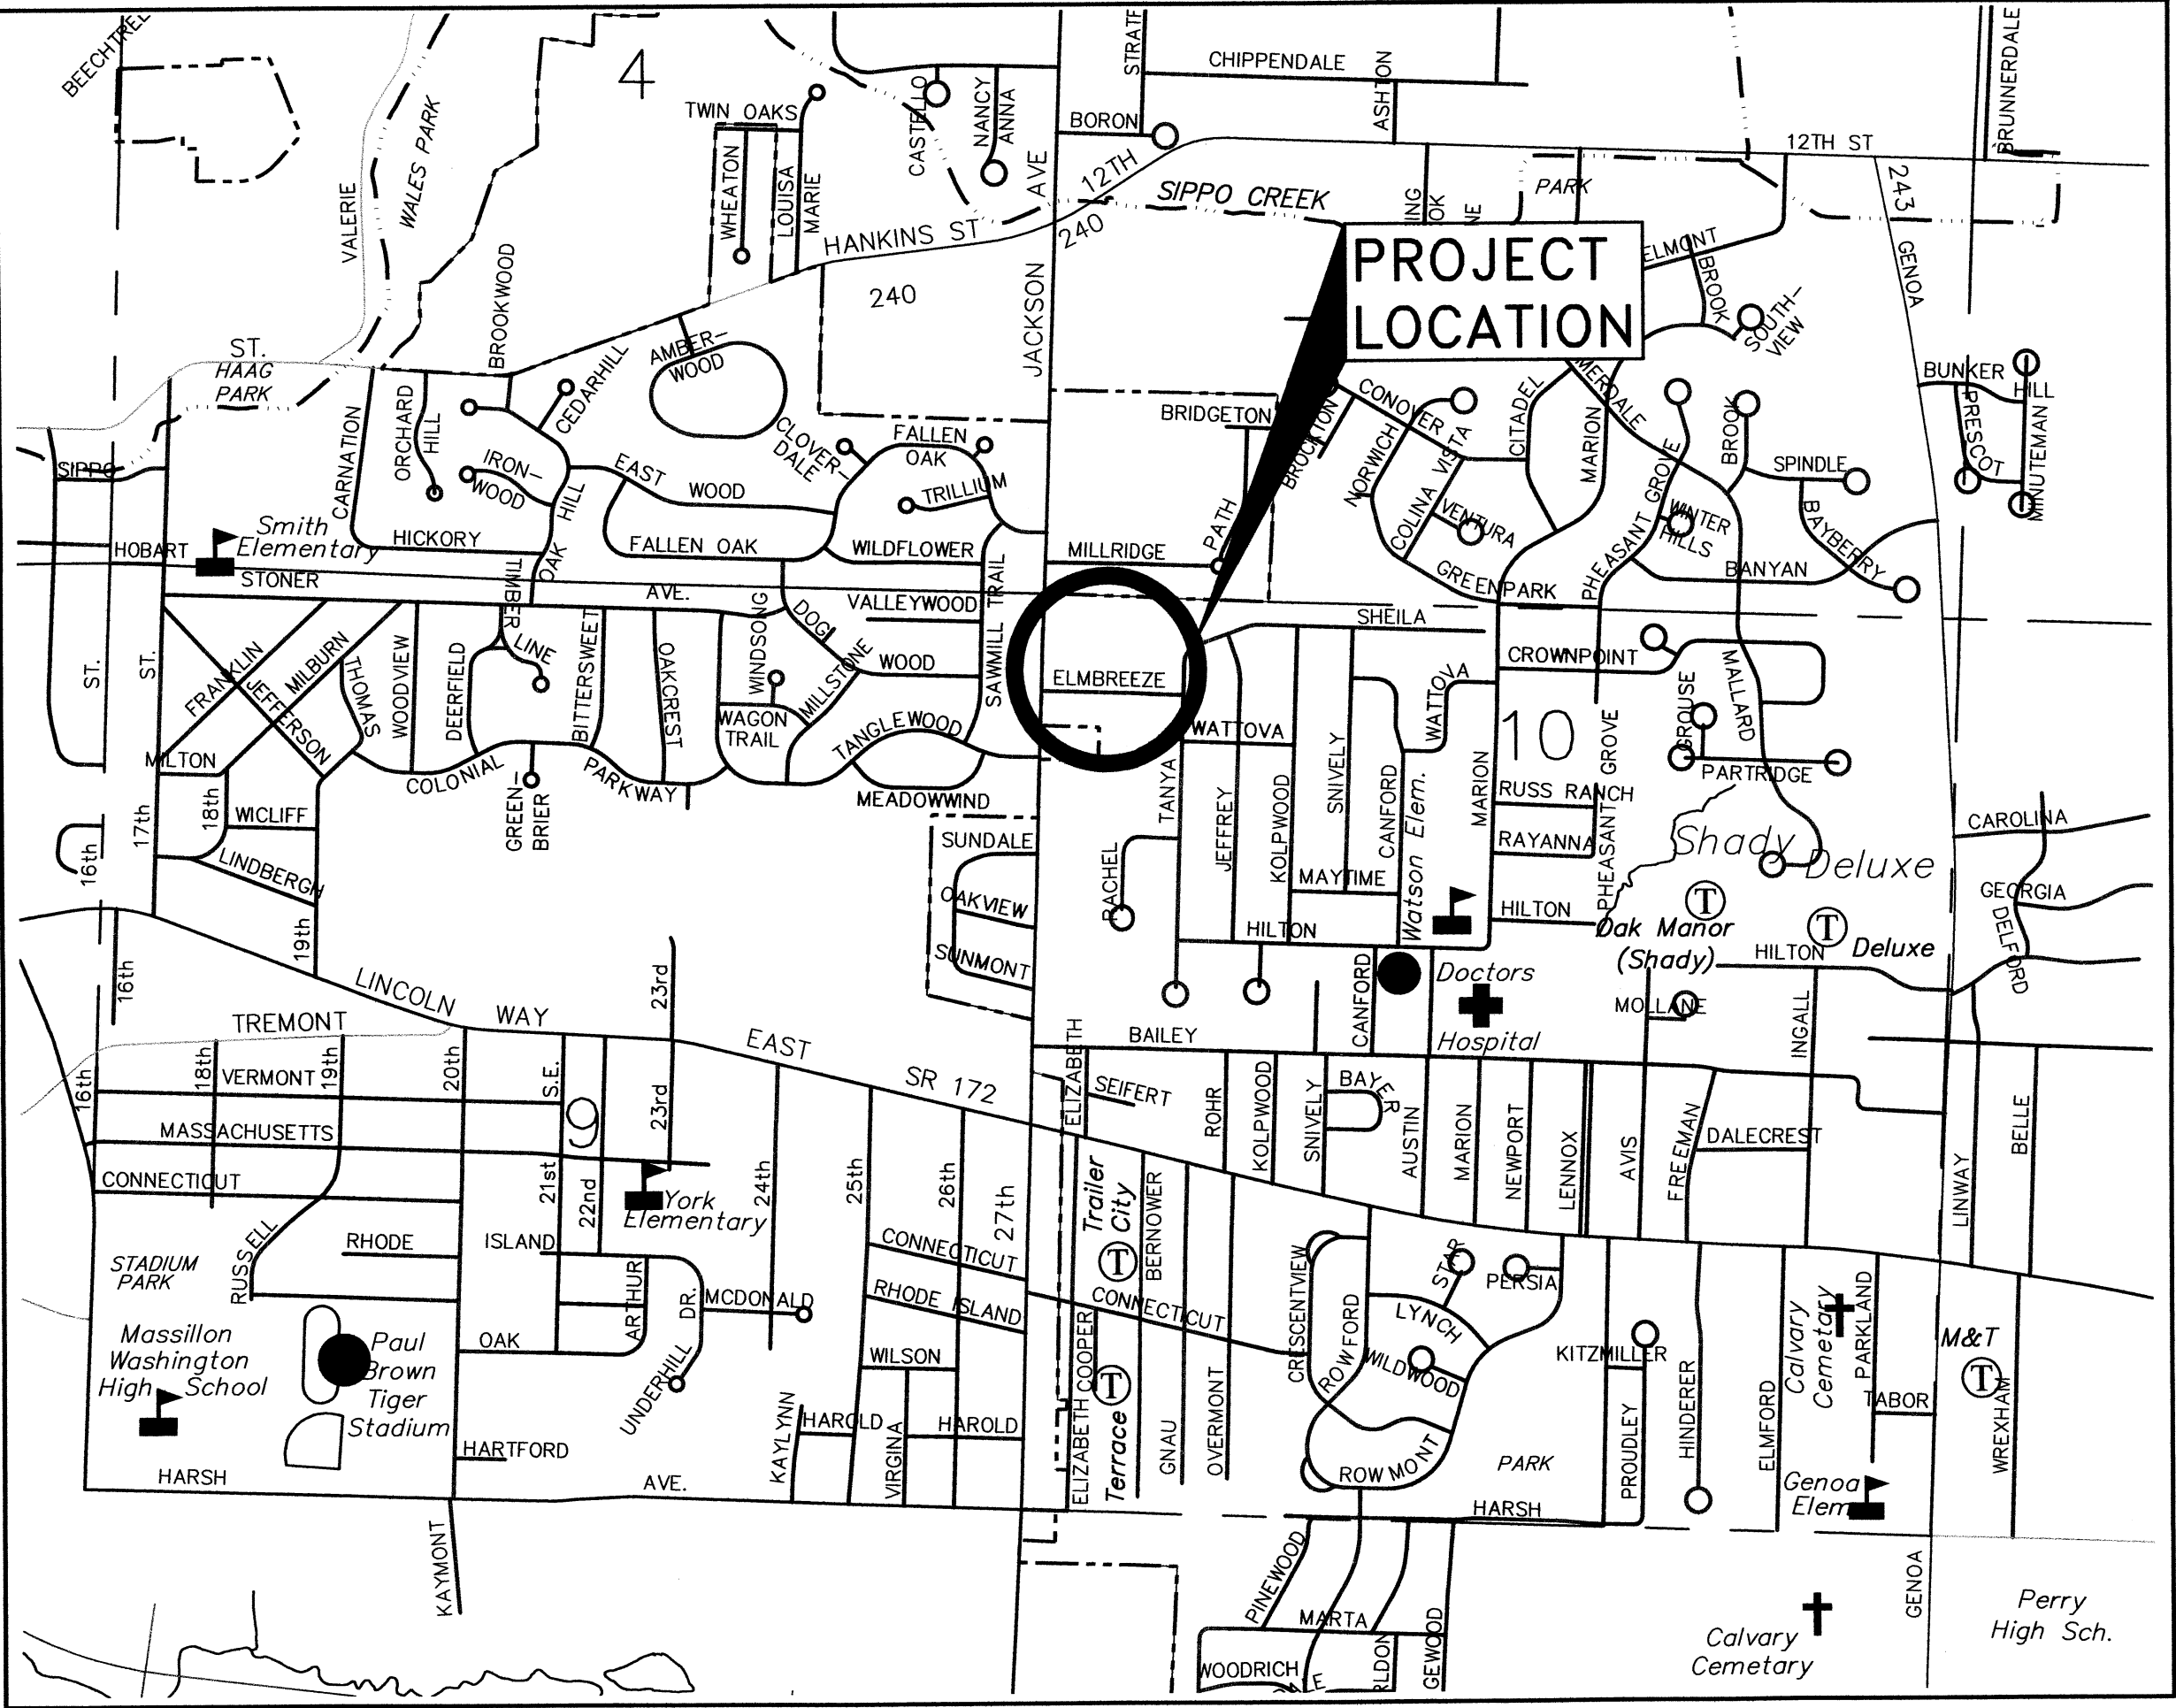 BEECHTREE
4
STRATF
CHIPPENDALE
ASHTON
BRUNNERDALE
TWIN OAKS
CASTELLO
NANCY
ANNA
BORON
12TH ST
WALES PARK
VALERIE
WHEATON
LOUISA
MARIE
AVE
12TH
SIPPO CREEK
PARK
243
HANKINS ST
240
240
JACKSON
PROJECT
LOCATION
ELMONT
BROOK
GENOA
SOUTH-
VIEW
BROOKWOOD
ST.
HAAG
PARK
AMBER-
WOOD
CEDARHILL
CARNATION
ORCHARD
HILL
IRON-
WOOD
CLOVER-
DALE
FALLEN
OAK
TRILLIUM
EAST
WOOD
BRIDGETON
BROCKTON
CONOVER
NORWICH
COLINA
VISTA
VENTURA
CITADEL
MERDALE
MARION
PHEASANT GROVE
BROOK
SPINDLE
WINTER
HILLS
BAYBERRY
BUNKER
HILL
PRESCOT
MINUTEMAN
SIPPO
Smith
Elementary
HOBART
STONER
HICKORY
OAK
HILL
TIMBER
LINE
FALLEN OAK
WILDFLOWER
MILLRIDGE
PATH
GREENPARK
BANYAN
AVE.
VALLEYWOOD
SAWMILL TRAIL
SHEILA
ST.
ST.
FRANKLIN
JEFFERSON
MILBURN
THOMAS
WOODVIEW
DEERFIELD
BITTERSWEET
OAKCREST
WINDSONG
DOG
WOOD
MILLSTONE
WAGON
TRAIL
TANGLEWOOD
ELMBREEZE
WATTOVA
WATTOVA
CROWNPOINT
MALLARD
GROUSE
10
MILTON
COLONIAL
PARKWAY
GREEN-
BRIER
MEADOWWIND
TANYA
JEFFREY
KOLPWOOD
SNIVELY
CANFORD
Watson Elem.
MARION
PHEASANT GROVE
PARTRIDGE
RUSS RANCH
RAYANNA
HILTON
Shady
Deluxe
T
T
Oak Manor
(Shady)
HILTON
Deluxe
CAROLINA
GEORGIA
DELFORD
17th
18th
WICLIFF
LINDBERGH
16th
19th
SUNDALE
OAKVIEW
SUNMONT
RACHEL
MAYTIME
HILTON
16th
LINCOLN
WAY
EAST
SR 172
23rd
CANFORD
Doctors
Hospital
MOLLANE
INGALL
TREMONT
BAILEY
16th
18th
19th
20th
VERMONT
S.E.
9
23rd
ELIZABETH
SEIFERT
ROHR
KOLPWOOD
SNIVELY
BAYER
AUSTIN
MARION
NEWPORT
LENNOX
AVIS
FREEMAN
DALECREST
LINWAY
BELLE
MASSACHUSETTS
CONNECTICUT
21st
22nd
York
Elementary
24th
25th
26th
27th
Trailer
City
T
BERNOWER
STADIUM
PARK
RUSSELL
RHODE
ISLAND
ARTHUR
DR.
UNDERHILL
MCDONALD
CONNECTICUT
RHODE ISLAND
CONNECTICUT
CRESCENTVIEW
ROWFORD
STAR
PERSIA
LYNCH
WILDWOOD
ROWMONT
Massillon
Washington
High School
Paul
Brown
Tiger
Stadium
OAK
WILSON
HAROLD
HAROLD
KAYLYNN
VIRGINA
ELIZABETH COOPER
T
Terrace
GNAU
OVERMONT
KITZMILLER
PROUDLEY
HINDERER
ELMFORD
Calvary
Cemetary
PARKLAND
TABOR
M&T
T
WREXHAM
HARTFORD
HARSH
AVE.
PARK
HARSH
Genoa
Elem
KAYMONT
PINEWOOD
MARTA
WOODRICH
RLDON
GEWOOD
Calvary
Cemetary
GENOA
Perry
High Sch.